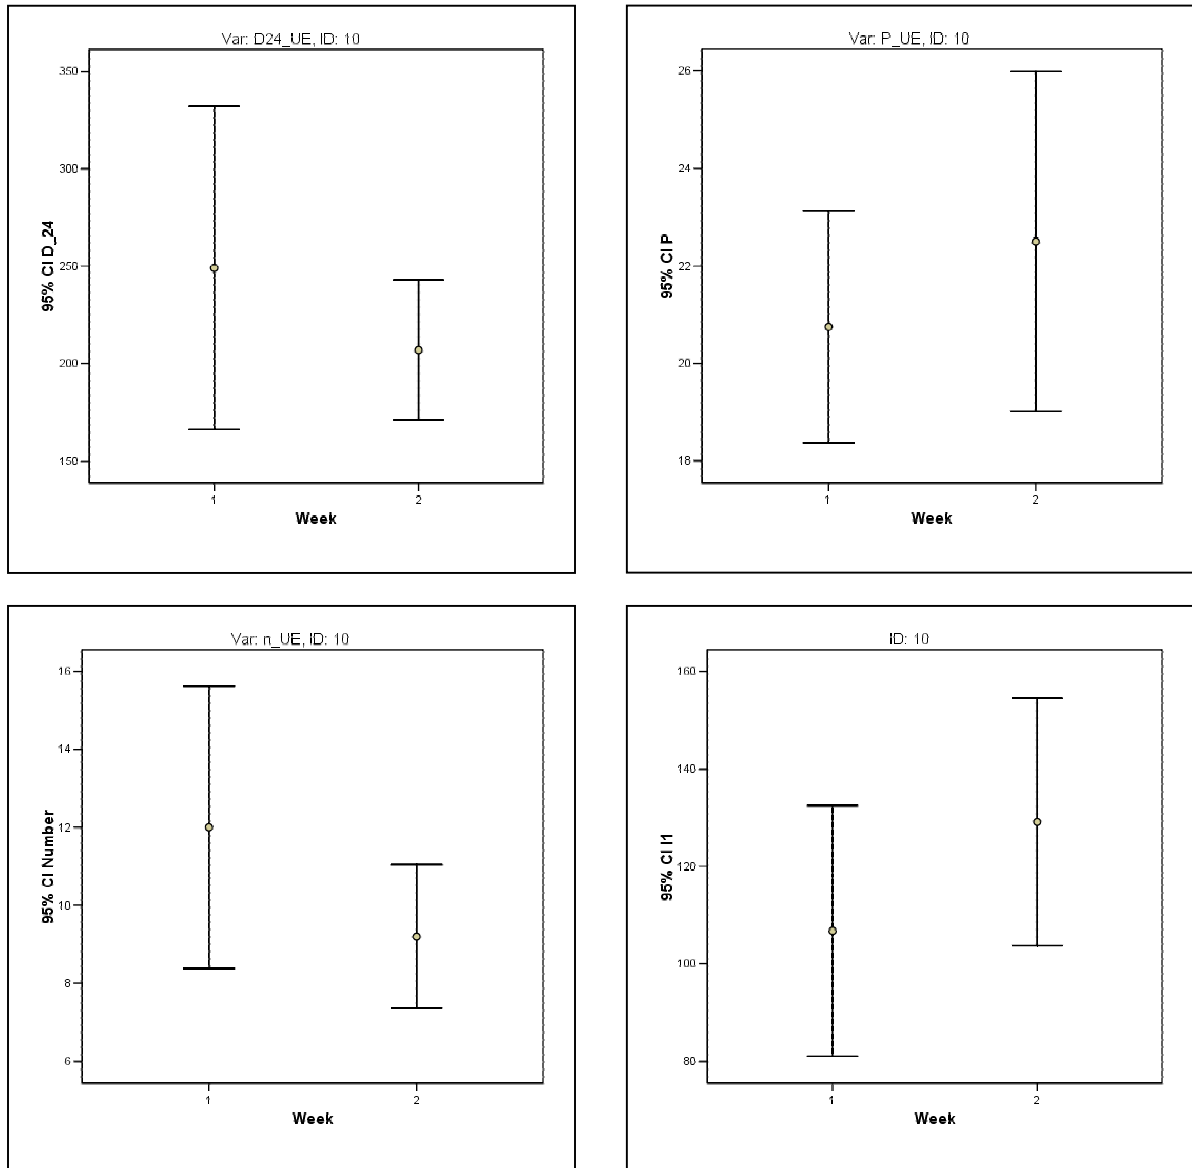 Var: D24_UE, ID: 10
350
300
250
200
150
95% CI D_24
1 2
Week
Var: P_UE, ID: 10
26
24
22
20
18
95% CI P
1 2
Week
Var: n_UE, ID: 10
16
14
12
10
8
6
95% CI Number
1 2
Week
ID: 10
160
140
120
100
80
95% CI I1
1 2
Week